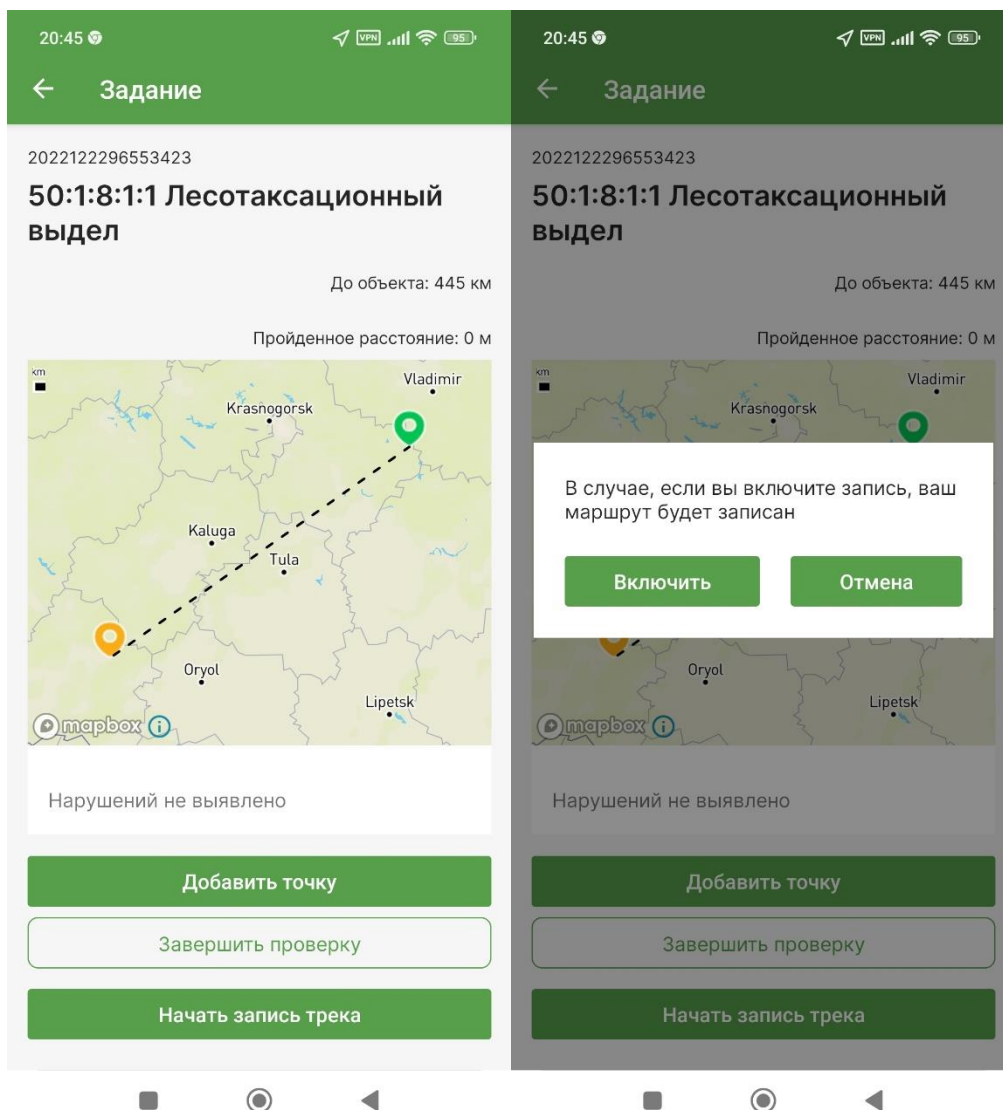 20:45
VPN
95
Задание
2022122296553423
50:1:8:1:1 Лесотаксационный
выдел
До объекта: 445 км
Пройденное расстояние: 0 м
km
Vladimir
Krasnogorsk
Kaluga
Tula
Oryol
Lipetsk
mapbox
Нарушений не выявлено
Добавить точку
Завершить проверку
Начать запись трека
20:45
VPN
95
Задание
2022122296553423
50:1:8:1:1 Лесотаксационный
выдел
До объекта: 445 км
Пройденное расстояние: 0 м
km
Vladimir
Krasnogorsk
В случае, если вы включите запись, ваш
маршрут будет записан
Включить
Отмена
Oryol
Lipetsk
mapbox
Нарушений не выявлено
Добавить точку
Завершить проверку
Начать запись трека